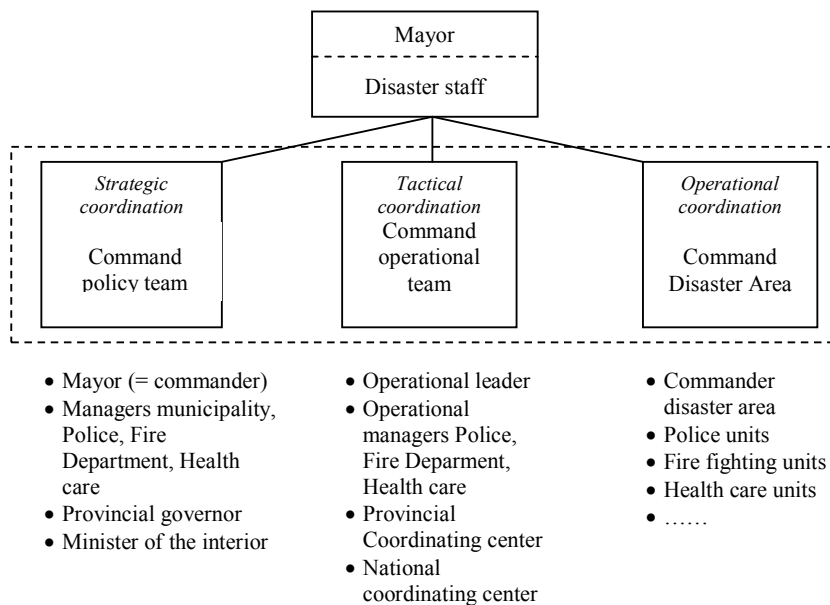 Mayor
Disaster staff
Strategic
coordination
Command
policy team
Tactical
coordination
Command
operational
team
Operational
coordination
Command
Disaster Area
• Mayor (= commander)
• Managers municipality,
Police, Fire
Department, Health
care
• Provincial governor
• Minister of the interior
• Operational leader
• Operational
managers Police,
Fire Deparment,
Health care
• Provincial
Coordinating center
• National
coordinating center
• Commander
disaster area
• Police units
• Fire fighting units
• Health care units
• ……